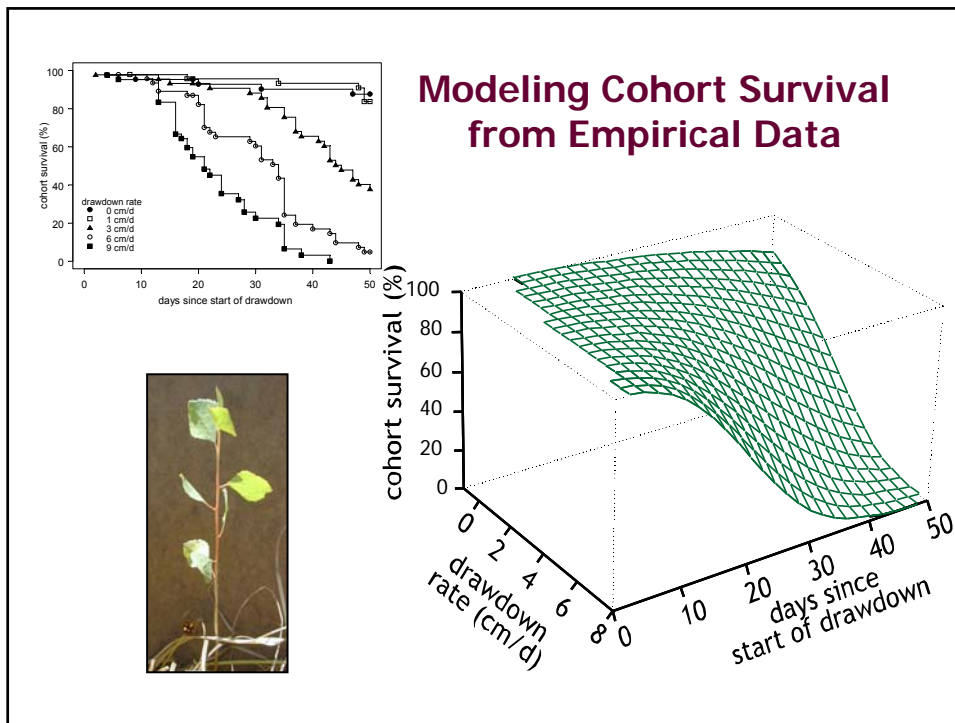 Modeling Cohort Survival
from Empirical Data
100
80
60
40
20
0
cohort survival (%)
drawdown rate
0 cm/d
1 cm/d
3 cm/d
6 cm/d
9 cm/d
0 10 20 30 40 50
days since start of drawdown
100
80
60
40
20
0
cohort survival (%)
0 2 4 6 8
drawdown
rate (cm/d)
0 10 20 30 40 50
days since
start of drawdown